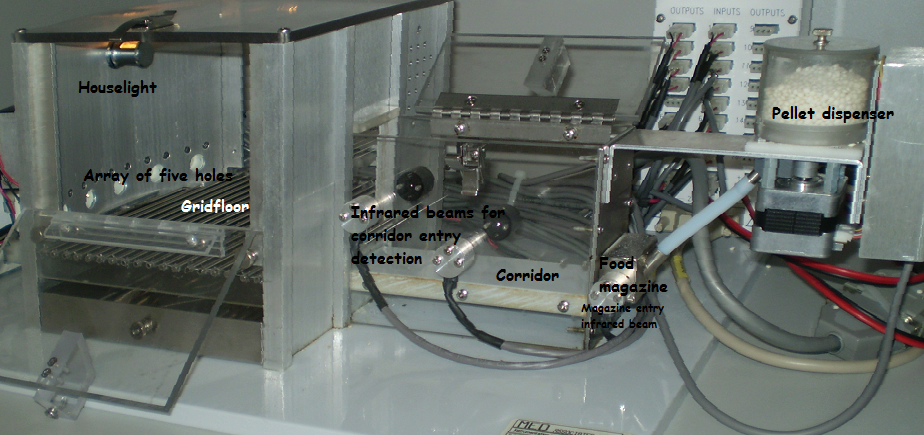 OUTPUTS INPUTS OUTPUTS
Houselight
Pellet dispenser
Array of five holes
Gridfloor
Infrared beams for
corridor entry
detection
Corridor
Food
magazine
Magazine entry
infrared beam
MED